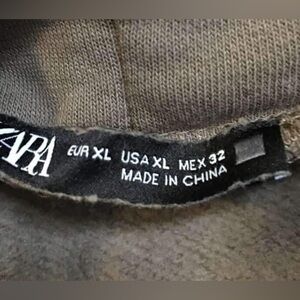 ZARA
EUR XL USA XL MEX 32
MADE IN CHINA